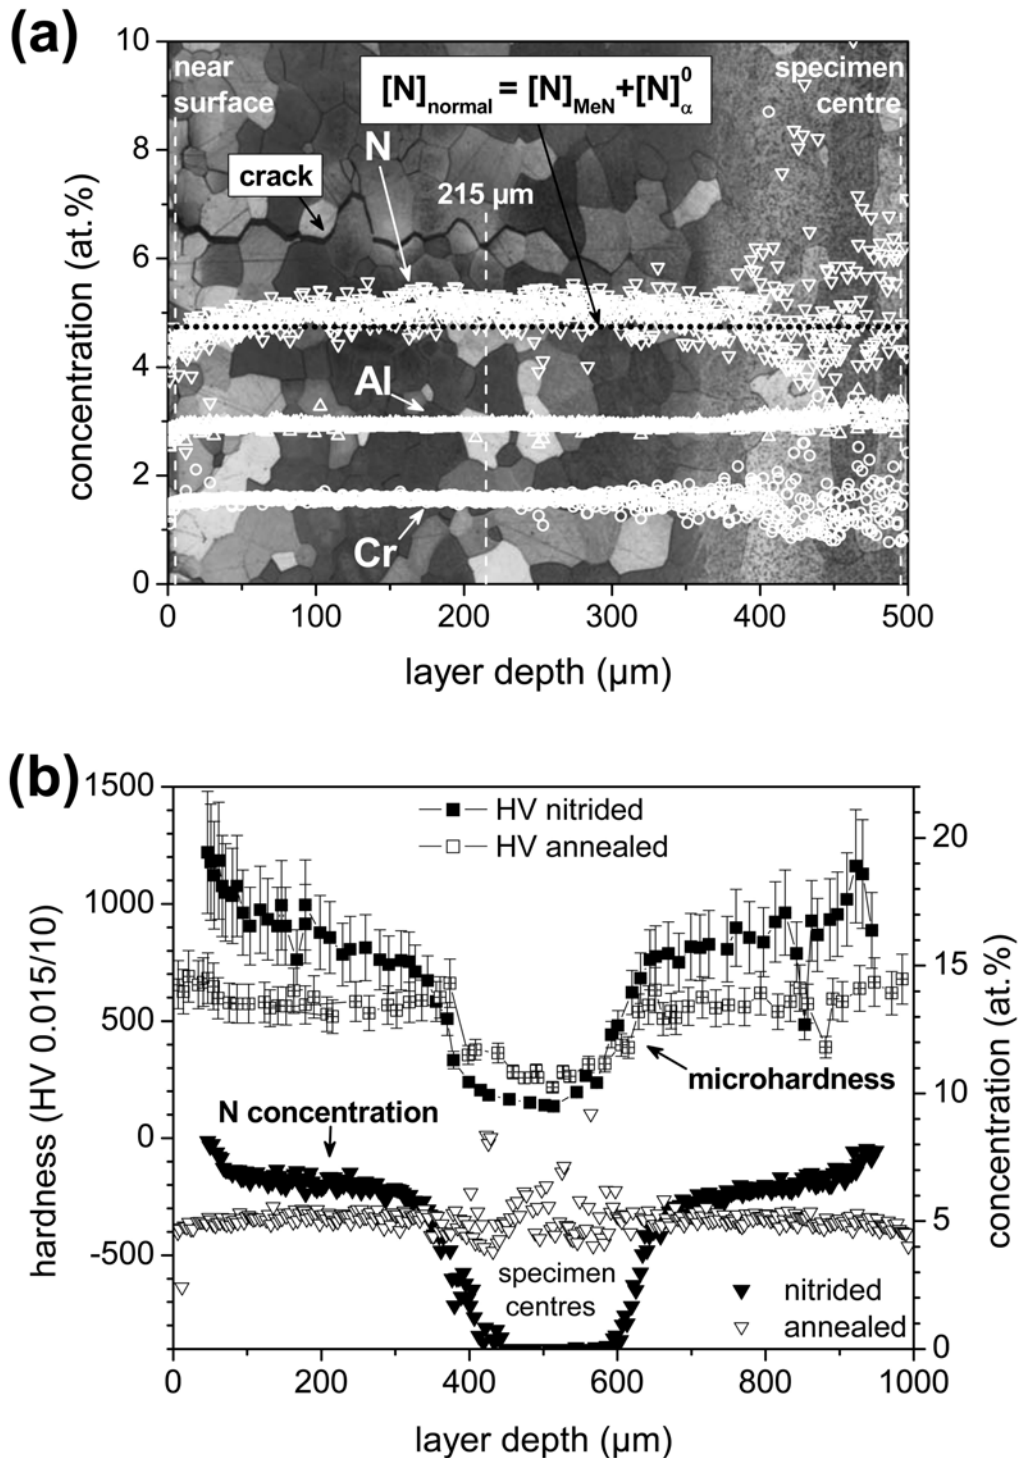 (a)
10
8
6
4
2
0
concentration (at.%)
near
surface
[N]normal = [N]MeN+[N]α0
specimen
centre
crack
N
215 µm
Al
Cr
0
100
200
300
400
500
layer depth (µm)
(b)
1500
1000
500
0
-500
hardness (HV 0.015/10)
HV nitrided
HV annealed
20
15
10
5
0
concentration (at.%)
microhardness
N concentration
specimen
centres
nitrided
annealed
0
200
400
600
800
1000
layer depth (µm)